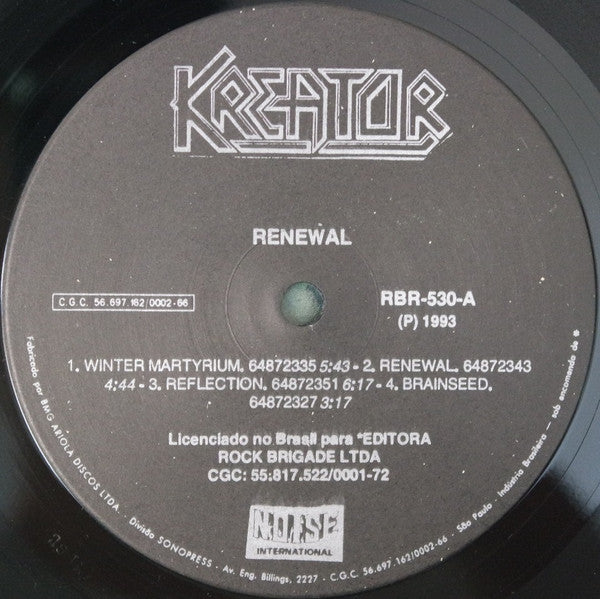 KREATOR
RENEWAL
C.G.C. 56.697.162/0002-66
RBR-530-A
(P) 1993
1. WINTER MARTYRIUM. 64872335 5:43 - 2. RENEWAL. 64872343
4:44 - 3. REFLECTION. 64872351 6:17 - 4. BRAINSEED.
64872327 3:17
Licenciado no Brasil para *EDITORA
ROCK BRIGADE LTDA
CGC: 55.817.522/0001-72
NOISE
INTERNATIONAL
Fabricado por BMG ARIOLA DISCOS LTDA. - Divisão SONOPRESS - Av. Eng. Billings, 2227 - C.G.C. 56.697.162/0002-66 - São Paulo - Indústria Brasileira - sob encomenda de *